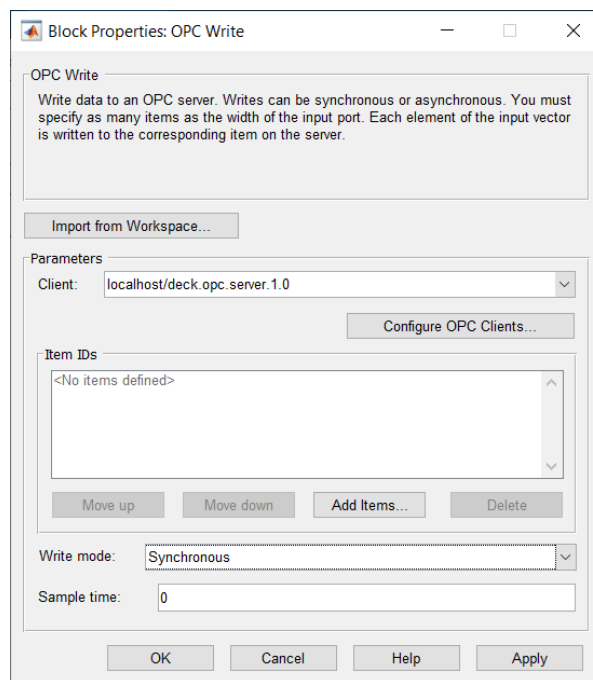 Block Properties: OPC Write
OPC Write
Write data to an OPC server. Writes can be synchronous or asynchronous. You must
specify as many items as the width of the input port. Each element of the input vector
is written to the corresponding item on the server.
Import from Workspace...
Parameters
Client: localhost/deck.opc.server.1.0
Configure OPC Clients...
Item IDs
<No items defined>
Move up Move down Add Items... Delete
Write mode: Synchronous
Sample time: 0
OK Cancel Help Apply